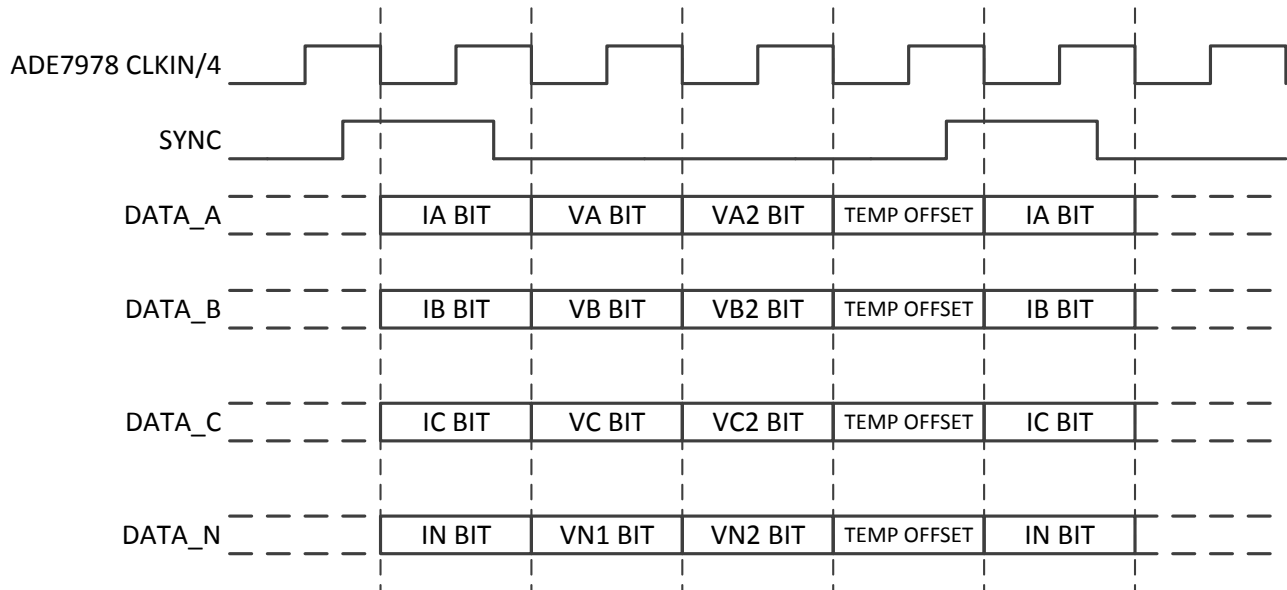 ADE7978 CLKIN/4
SYNC
DATA_A IA BIT VA BIT VA2 BIT TEMP OFFSET IA BIT
DATA_B IB BIT VB BIT VB2 BIT TEMP OFFSET IB BIT
DATA_C IC BIT VC BIT VC2 BIT TEMP OFFSET IC BIT
DATA_N IN BIT VN1 BIT VN2 BIT TEMP OFFSET IN BIT